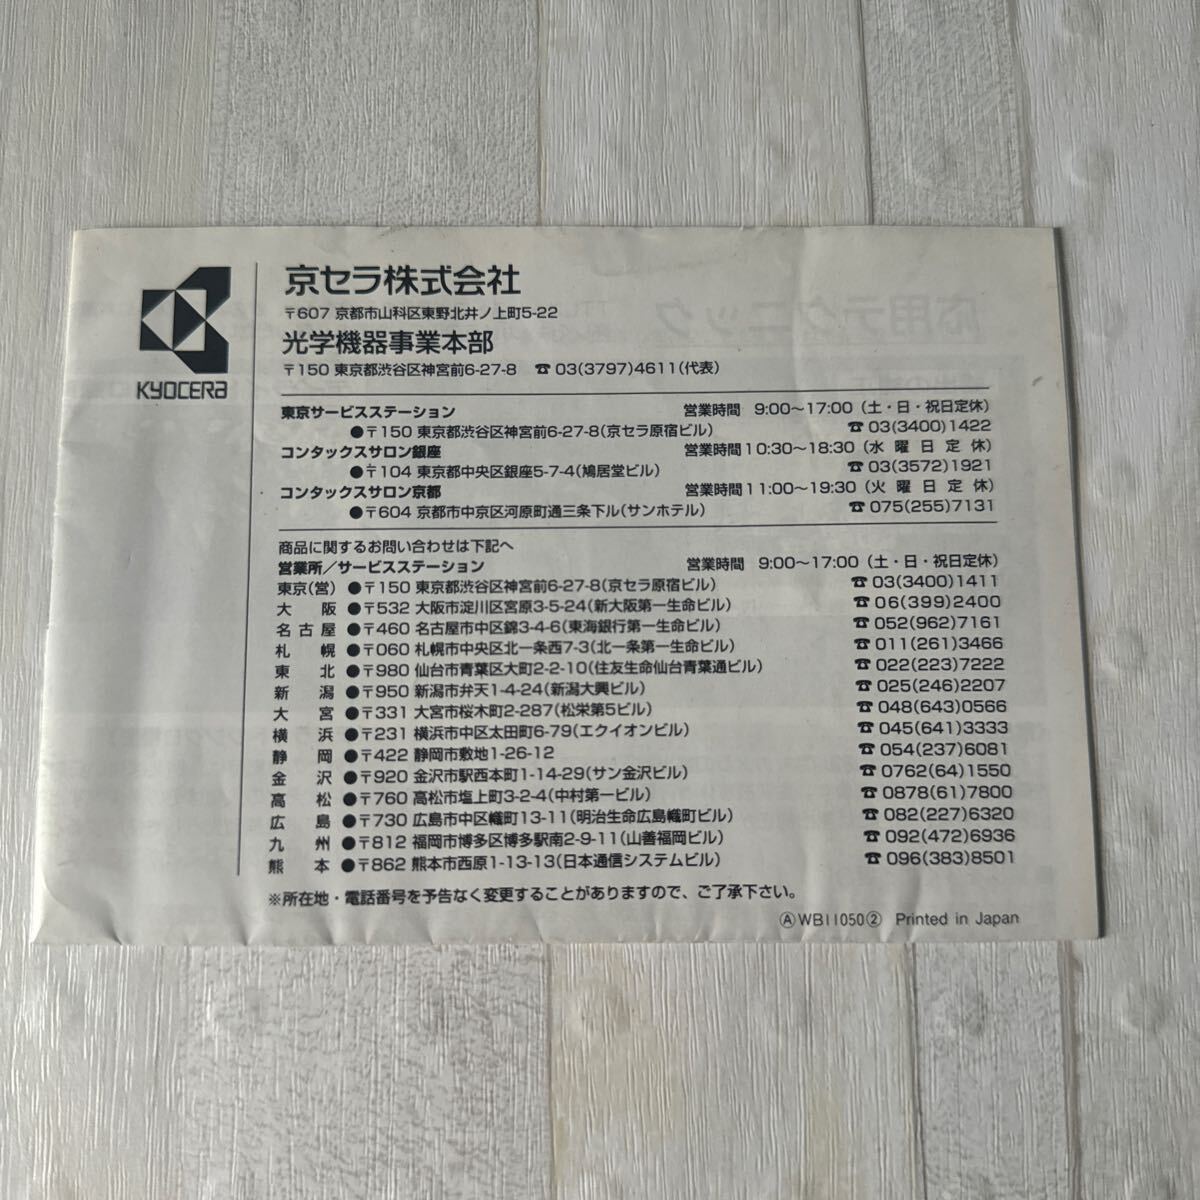 KYOCERA
京セラ株式会社
〒607 京都市山科区東野北井ノ上町5-22
光学機器事業本部
〒150 東京都渋谷区神宮前6-27-8 ☎ 03(3797)4611(代表)
東京サービスステーション 営業時間 9:00〜17:00 (土・日・祝日定休)
●〒150 東京都渋谷区神宮前6-27-8(京セラ原宿ビル) ☎ 03(3400)1422
コンタックスサロン銀座 営業時間10:30〜18:30 (水曜日定休)
●〒104 東京都中央区銀座5-7-4(鳩居堂ビル) ☎ 03(3572)1921
コンタックスサロン京都 営業時間11:00〜19:30 (火曜日定休)
●〒604 京都市中京区河原町通三条下ル(サンホテル) ☎ 075(255)7131
商品に関するお問い合わせは下記へ
営業所/サービスステーション 営業時間 9:00〜17:00 (土・日・祝日定休)
東京(営) ●〒150 東京都渋谷区神宮前6-27-8(京セラ原宿ビル) ☎ 03(3400)1411
大阪 ●〒532 大阪市淀川区宮原3-5-24(新大阪第一生命ビル) ☎ 06(399)2400
名古屋 ●〒460 名古屋市中区錦3-4-6(東海銀行第一生命ビル) ☎ 052(962)7161
札幌 ●〒060 札幌市中央区北一条西7-3(北一条第一生命ビル) ☎ 011(261)3466
東北 ●〒980 仙台市青葉区大町2-2-10(住友生命仙台青葉通ビル) ☎ 022(223)7222
新潟 ●〒950 新潟市弁天1-4-24(新潟大興ビル) ☎ 025(246)2207
大宮 ●〒331 大宮市桜木町2-287(松栄第5ビル) ☎ 048(643)0566
横浜 ●〒231 横浜市中区太田町6-79(エクイオンビル) ☎ 045(641)3333
静岡 ●〒422 静岡市敷地1-26-12 ☎ 054(237)6081
金沢 ●〒920 金沢市駅西本町1-14-29(サン金沢ビル) ☎ 0762(64)1550
高松 ●〒760 高松市塩上町3-2-4(中村第一ビル) ☎ 0878(61)7800
広島 ●〒730 広島市中区幟町13-11(明治生命広島幟町ビル) ☎ 082(227)6320
九州 ●〒812 福岡市博多区博多駅南2-9-11(山善福岡ビル) ☎ 092(472)6936
熊本 ●〒862 熊本市西原1-13-13(日本通信システムビル) ☎ 096(383)8501
※所在地・電話番号を予告なく変更することがありますので、ご了承下さい。
Ⓐ WB11050② Printed in Japan